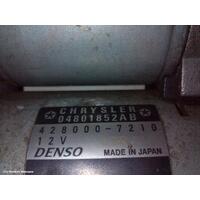 CHRYSLER
04801852AB
428000-7210
12V
DENSO MADE IN JAPAN